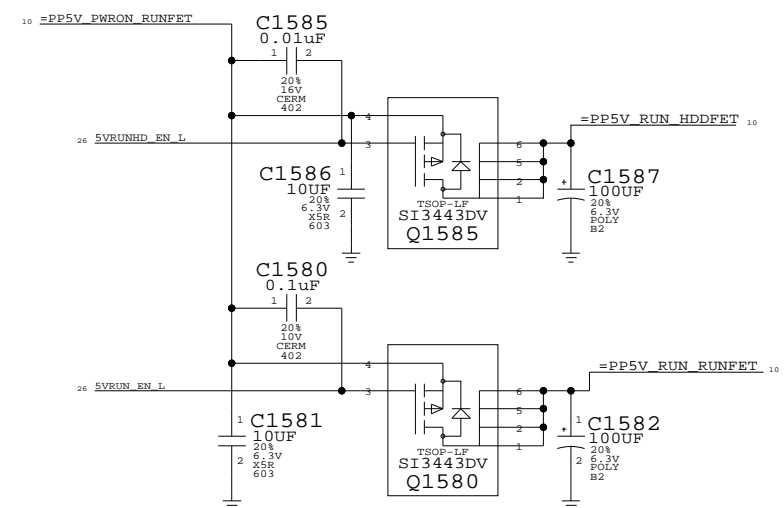 10 =PP5V_PWRON_RUNFET
C1585
0.01uF
1 2
20%
16V
CERM
402
4
=PP5V_RUN_HDDFET 10
26 5VRUNHD_EN_L
3
6
5
2
1
C1586
10UF
20%
6.3V
X5R
603
1
2
TSOP-LF
SI3443DV
Q1585
+
C1587
100UF
20%
6.3V
POLY
B2
C1580
0.1uF
1 2
20%
10V
CERM
402
4
=PP5V_RUN_RUNFET 10
26 5VRUN_EN_L
3
6
5
2
1
1
C1581
10UF
20%
6.3V
X5R
603
2
TSOP-LF
SI3443DV
Q1580
+
1
C1582
100UF
20%
6.3V
POLY
B2
2